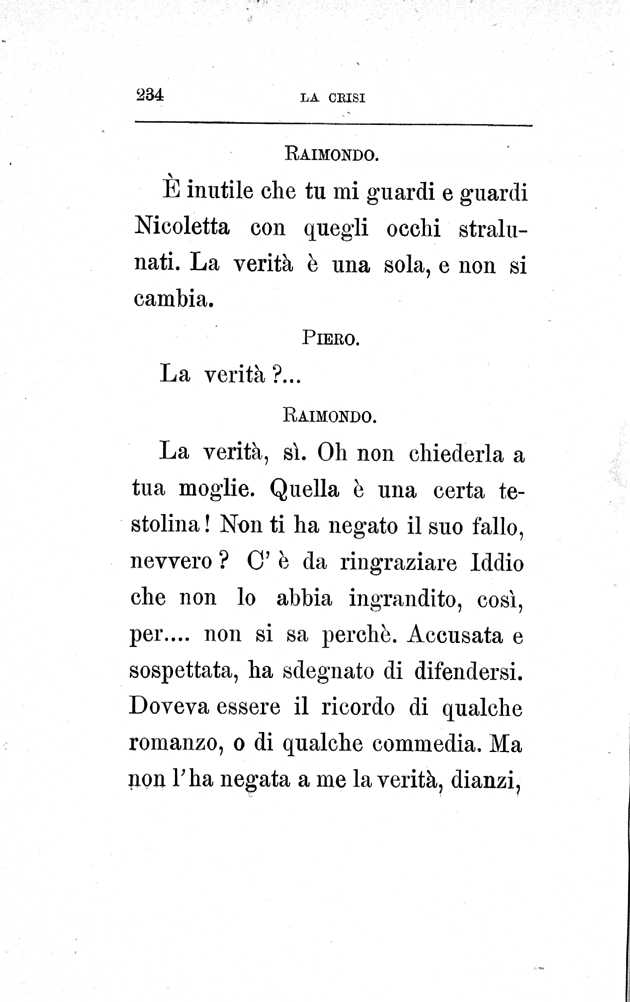 234 LA CRISI
RAIMONDO.
È inutile che tu mi guardi e guardi
Nicoletta con quegli occhi stralu-
nati. La verità è una sola, e non si
cambia.
PIERO.
La verità ?...
RAIMONDO.
La verità, sì. Oh non chiederla a
tua moglie. Quella è una certa te-
stolina! Non ti ha negato il suo fallo,
nevvero ? C' è da ringraziare Iddio
che non lo abbia ingrandito, così,
per.... non si sa perchè. Accusata e
sospettata, ha sdegnato di difendersi.
Doveva essere il ricordo di qualche
romanzo, o di qualche commedia. Ma
non l'ha negata a me la verità, dianzi,